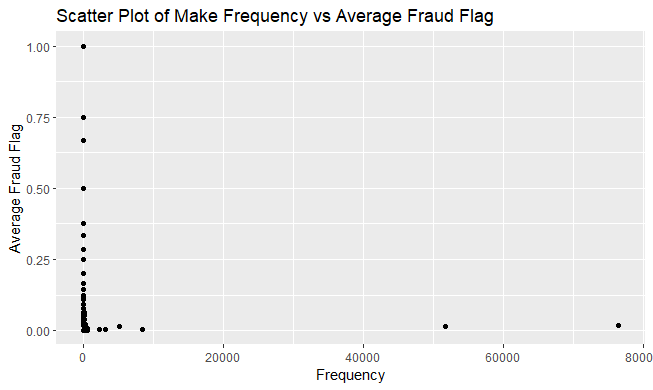 Scatter Plot of Make Frequency vs Average Fraud Flag
1.00
0.75
0.50
0.25
0.00
Average Fraud Flag
0 20000 40000 60000 8000
Frequency